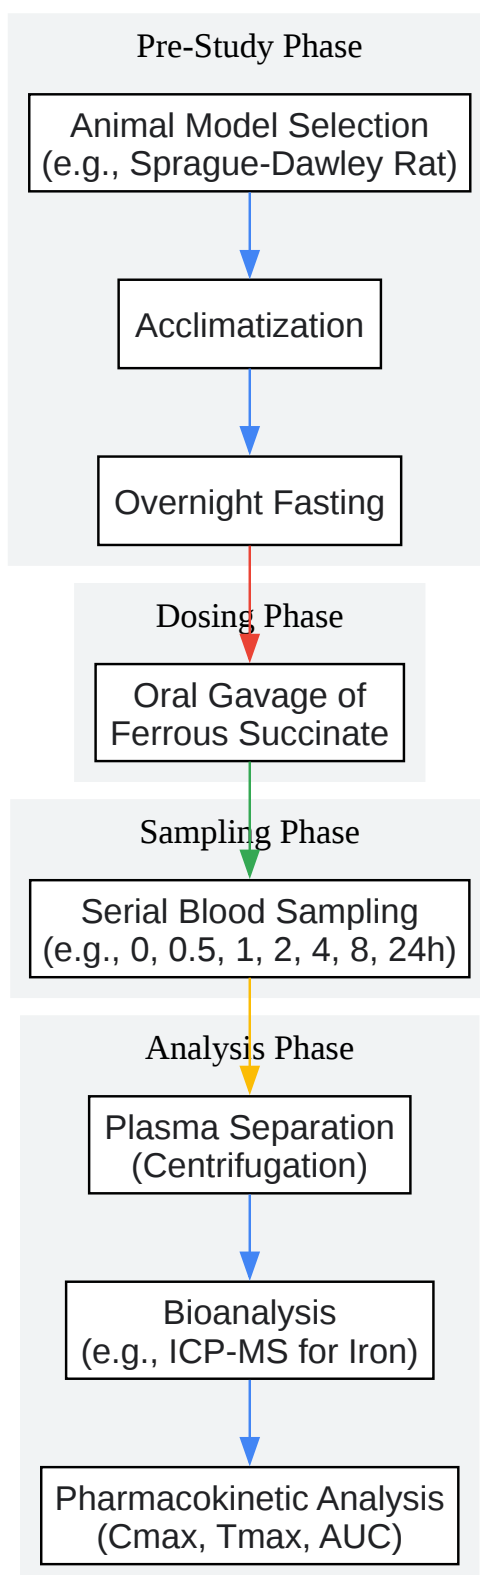 Pre-Study Phase
Animal Model Selection
(e.g., Sprague-Dawley Rat)
Acclimatization
Overnight Fasting
Dosing Phase
Oral Gavage of
Ferrous Succinate
Sampling Phase
Serial Blood Sampling
(e.g., 0, 0.5, 1, 2, 4, 8, 24h)
Analysis Phase
Plasma Separation
(Centrifugation)
Bioanalysis
(e.g., ICP-MS for Iron)
Pharmacokinetic Analysis
(Cmax, Tmax, AUC)